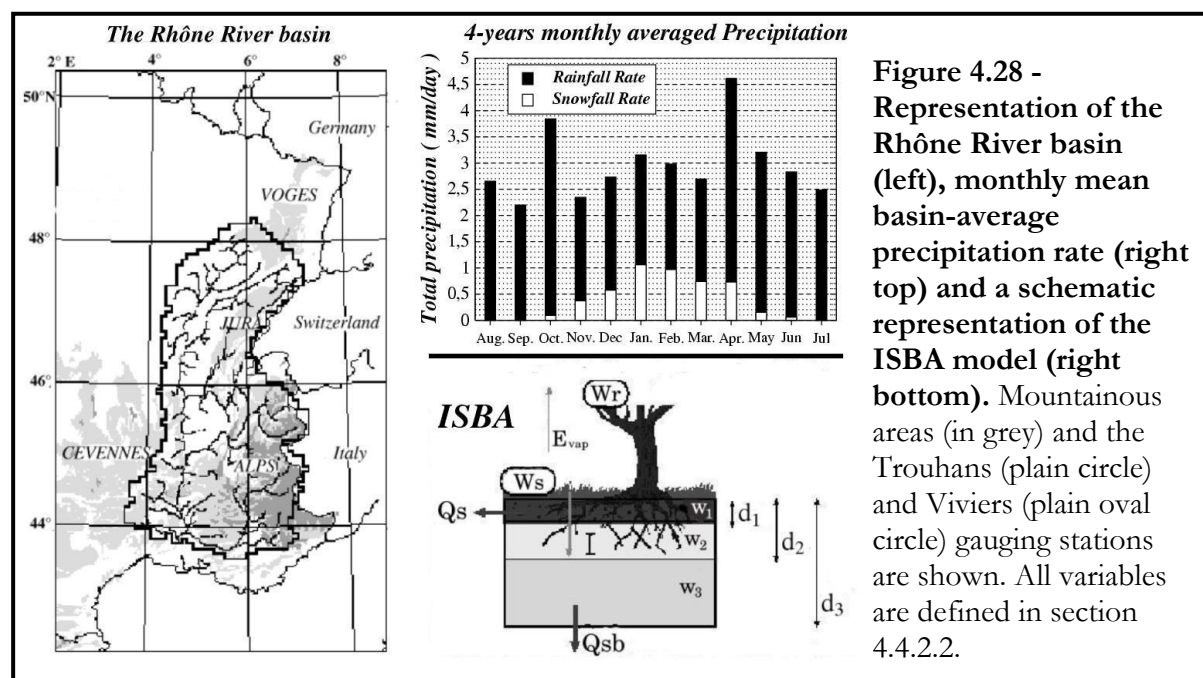 The Rhône River basin
2° E 4° 6° 8°
50°N
Germany
VOGES
48°
JURA
Switzerland
46°
CEVENNES
ALPS
Italy
44°
4-years monthly averaged Precipitation
Total precipitation ( mm/day )
5
4,5
4
3,5
3
2,5
2
1,5
1
0,5
0
Rainfall Rate
Snowfall Rate
Aug. Sep. Oct. Nov. Dec Jan. Feb. Mar. Apr. May Jun Jul
ISBA
Wr
Evap
Ws
Qs
w1
d1
w2
I
d2
w3
d3
Qsb
Figure 4.28 -
Representation of the
Rhône River basin
(left), monthly mean
basin-average
precipitation rate (right
top) and a schematic
representation of the
ISBA model (right
bottom). Mountainous
areas (in grey) and the
Trouhans (plain circle)
and Viviers (plain oval
circle) gauging stations
are shown. All variables
are defined in section
4.4.2.2.